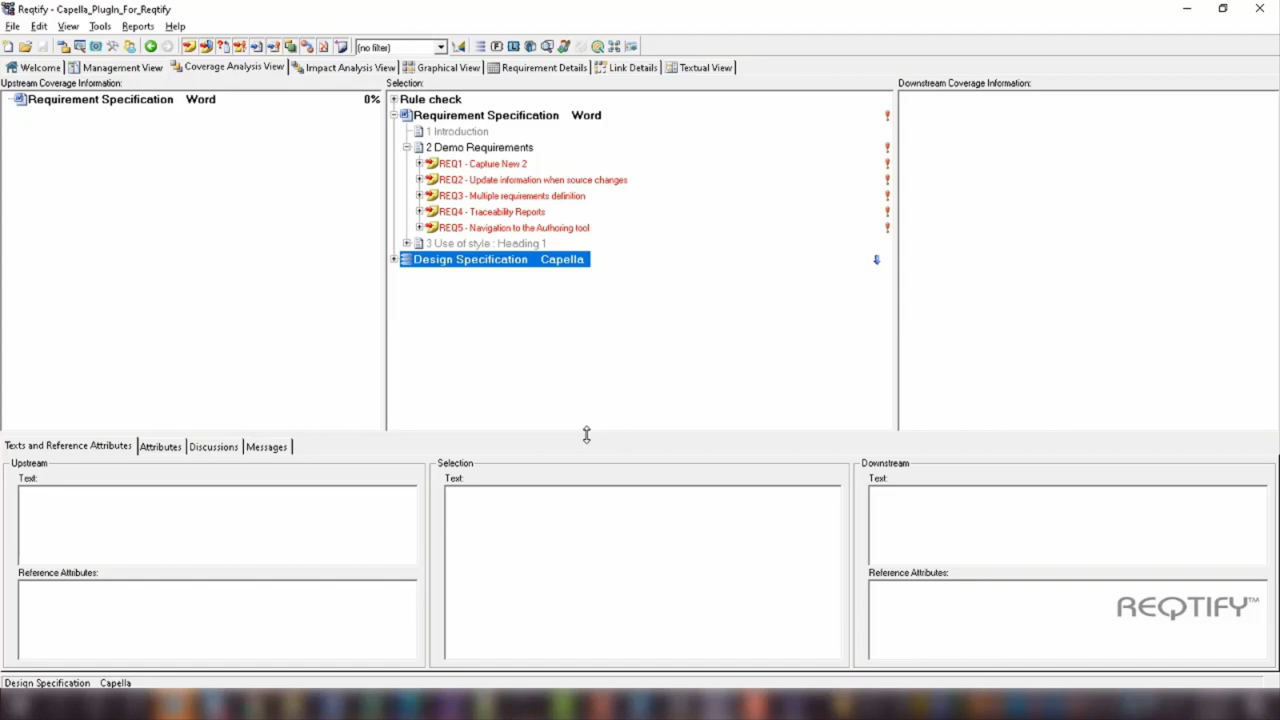 Reqtify - Capella_PlugIn_For_Reqtify
File Edit View Tools Reports Help
(no filter)
Welcome Management View Coverage Analysis View Impact Analysis View Graphical View Requirement Details Link Details Textual View
Upstream Coverage Information: Selection: Downstream Coverage Information:
Requirement Specification Word 0% Rule check
Requirement Specification Word
1 Introduction
2 Demo Requirements
REQ1 - Capture New 2
REQ2 - Update information when source changes
REQ3 - Multiple requirements definition
REQ4 - Traceability Reports
REQ5 - Navigation to the Authoring tool
3 Use of style : Heading 1
Design Specification Capella
Texts and Reference Attributes Attributes Discussions Messages
Upstream Selection Downstream
Text: Text: Text:
Reference Attributes: Reference Attributes:
REQTIFY™
Design Specification Capella